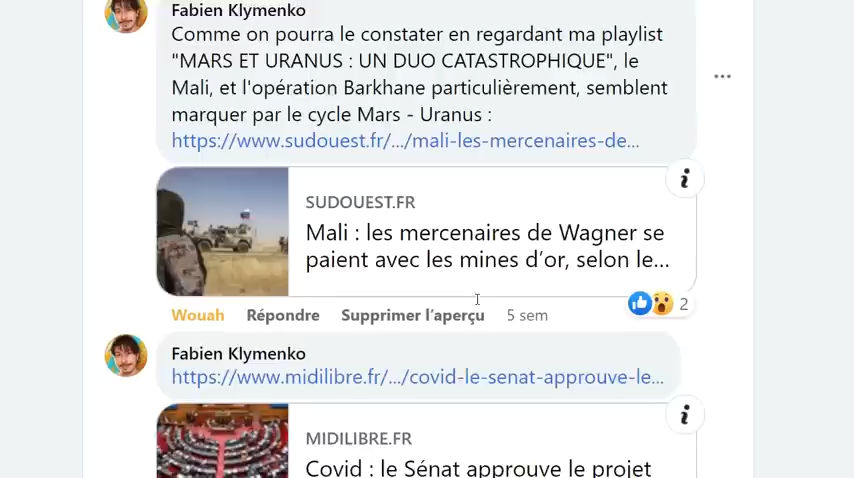 Fabien Klymenko
Comme on pourra le constater en regardant ma playlist
"MARS ET URANUS : UN DUO CATASTROPHIQUE", le
Mali, et l'opération Barkhane particulièrement, semblent
marquer par le cycle Mars - Uranus :
https://www.sudouest.fr/.../mali-les-mercenaires-de...
SUDOUEST.FR
Mali : les mercenaires de Wagner se
paient avec les mines d’or, selon le...
Wouah Répondre Supprimer l’aperçu 5 sem 2
Fabien Klymenko
https://www.midilibre.fr/.../covid-le-senat-approuve-le...
MIDILIBRE.FR
Covid : le Sénat approuve le projet